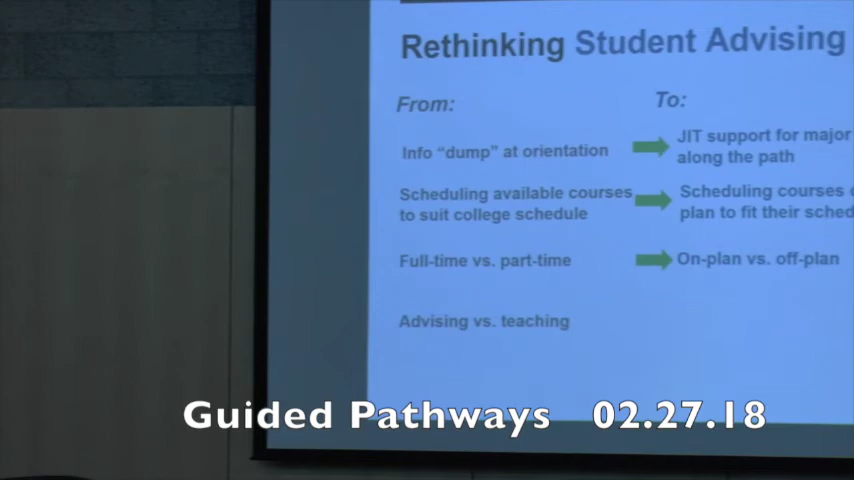 Rethinking Student Advising
From:
To:
Info “dump” at orientation
JIT support for major
along the path
Scheduling available courses
to suit college schedule
Scheduling courses
plan to fit their sched
Full-time vs. part-time
On-plan vs. off-plan
Advising vs. teaching
Guided Pathways 02.27.18